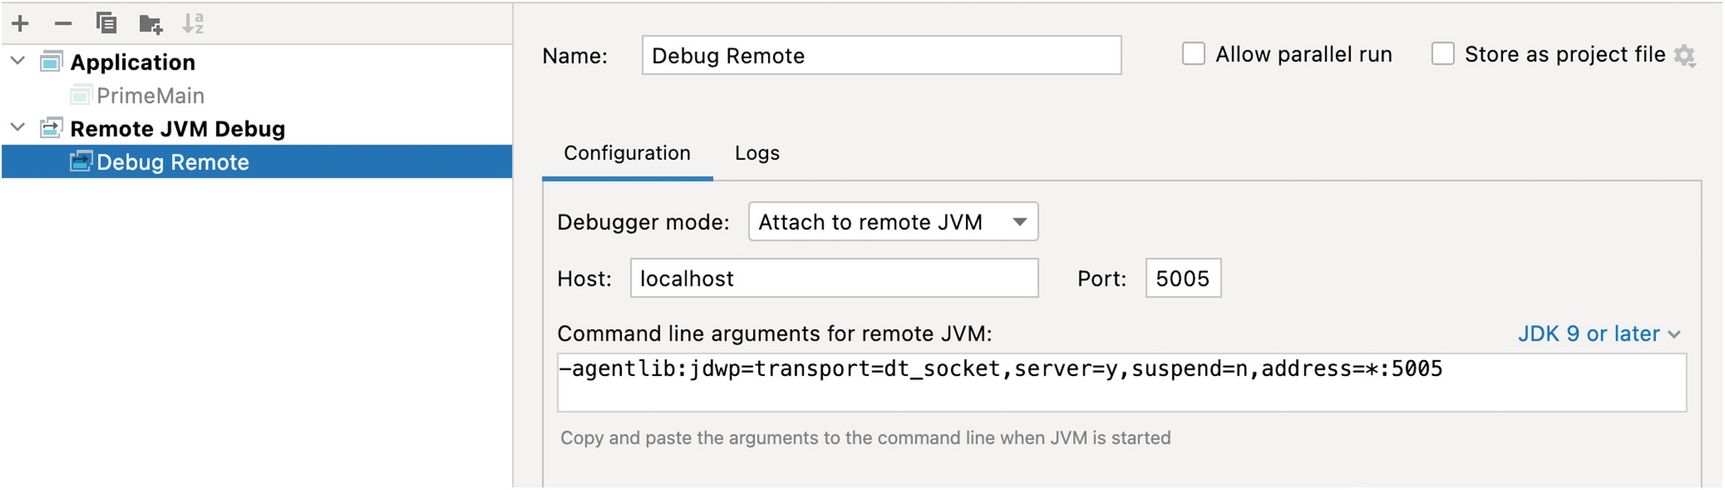 Application
PrimeMain
Remote JVM Debug
Debug Remote
Name: Debug Remote
Allow parallel run
Store as project file
Configuration Logs
Debugger mode: Attach to remote JVM
Host: localhost Port: 5005
Command line arguments for remote JVM: JDK 9 or later
-agentlib:jdwp=transport=dt_socket,server=y,suspend=n,address=*:5005
Copy and paste the arguments to the command line when JVM is started